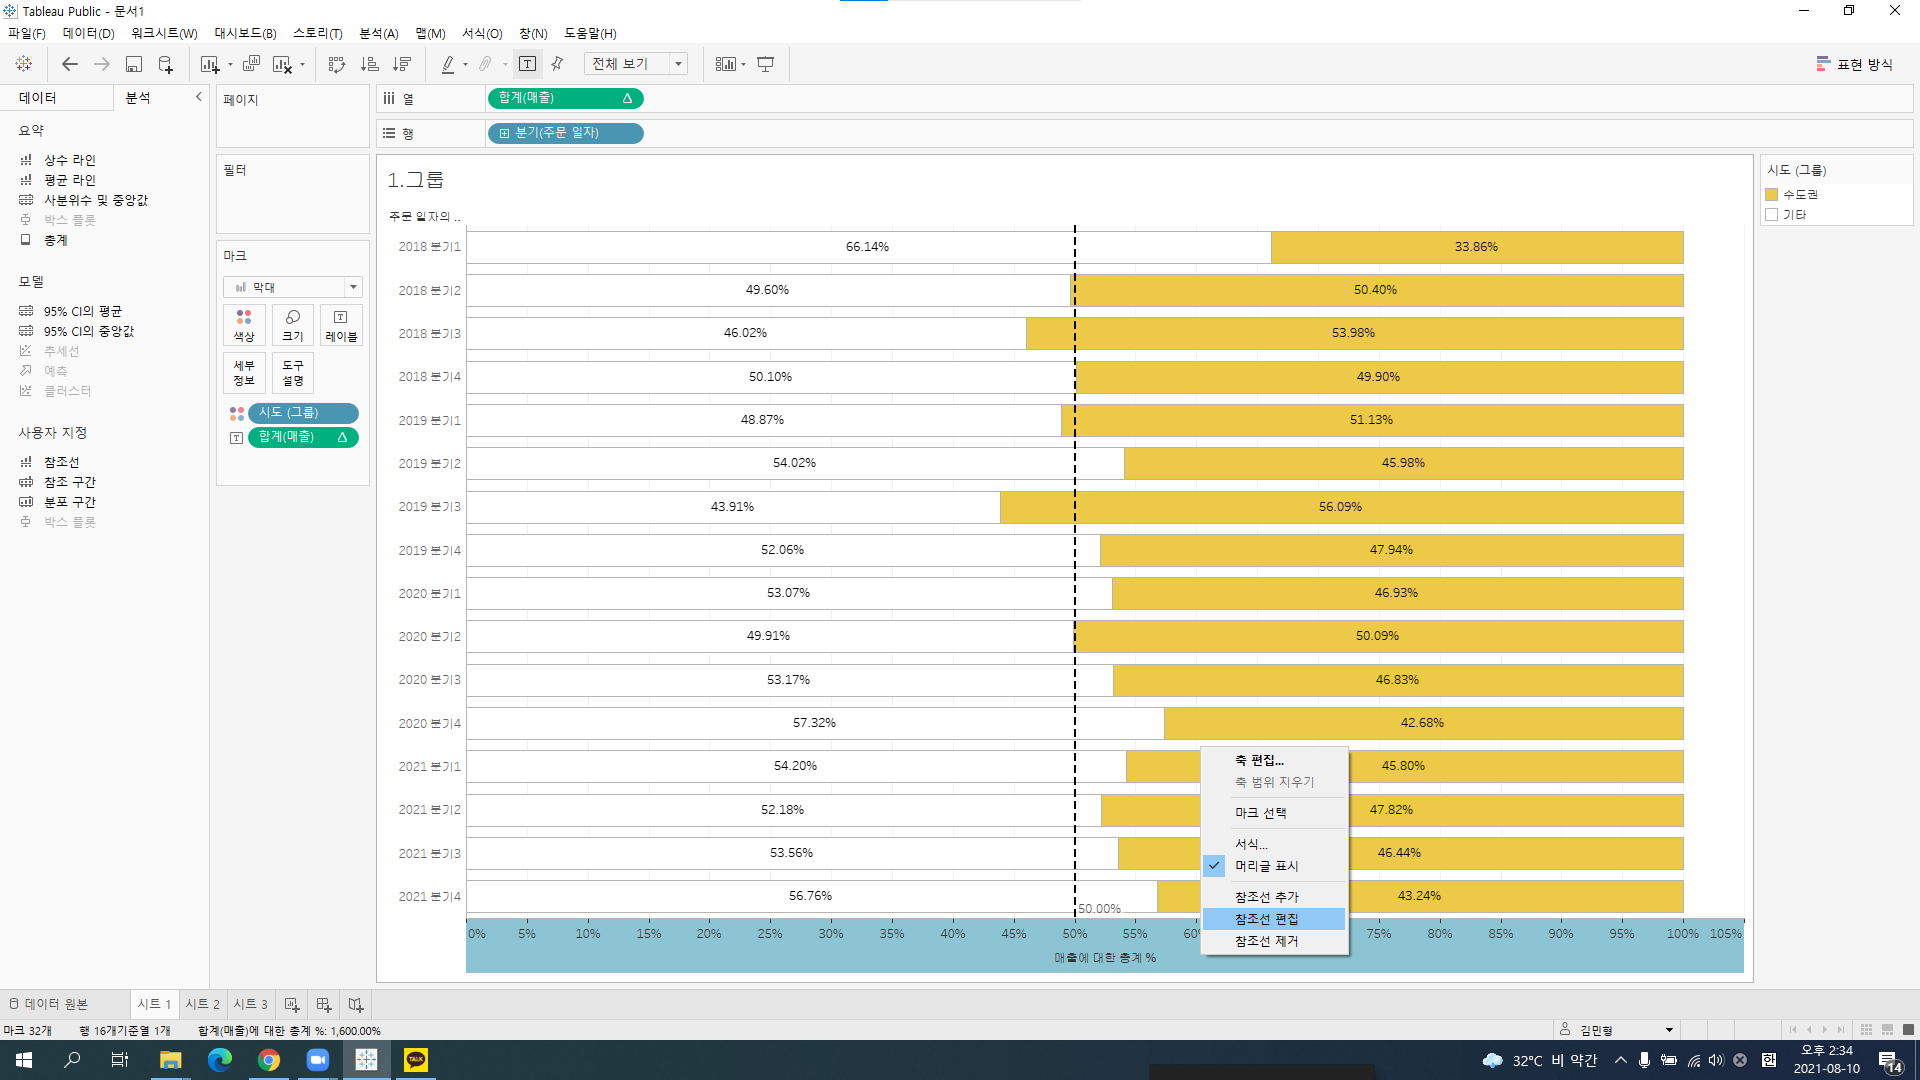 Tableau Public - 문서1
파일(F) 데이터(D) 워크시트(W) 대시보드(B) 스토리(T) 분석(A) 맵(M) 서식(O) 창(N) 도움말(H)
전체 보기
표현 방식
데이터 분석
요약
상수 라인
평균 라인
사분위수 및 중앙값
박스 플롯
총계
모델
95% CI의 평균
95% CI의 중앙값
추세선
예측
클러스터
사용자 지정
참조선
참조 구간
분포 구간
박스 플롯
페이지
필터
마크
막대
색상 크기 레이블
세부 정보 도구 설명
시도 (그룹)
합계(매출)
열 합계(매출)
행 분기(주문 일자)
1.그룹
주문 일자의 ..
2018 분기1 66.14% 33.86%
2018 분기2 49.60% 50.40%
2018 분기3 46.02% 53.98%
2018 분기4 50.10% 49.90%
2019 분기1 48.87% 51.13%
2019 분기2 54.02% 45.98%
2019 분기3 43.91% 56.09%
2019 분기4 52.06% 47.94%
2020 분기1 53.07% 46.93%
2020 분기2 49.91% 50.09%
2020 분기3 53.17% 46.83%
2020 분기4 57.32% 42.68%
2021 분기1 54.20% 45.80%
2021 분기2 52.18% 47.82%
2021 분기3 53.56% 46.44%
2021 분기4 56.76% 43.24%
50.00%
0% 5% 10% 15% 20% 25% 30% 35% 40% 45% 50% 55% 75% 80% 85% 90% 95% 100% 105%
매출에 대한 총계 %
축 편집...
축 범위 지우기
마크 선택
서식...
머리글 표시
참조선 추가
참조선 편집
참조선 제거
시도 (그룹)
수도권
기타
데이터 원본 시트 1 시트 2 시트 3
마크 32개 행 16개기준열 1개 합계(매출)에 대한 총계 %: 1,600.00%
김민형
TALK
32°C 비 약간
한
오후 2:34
2021-08-10
14